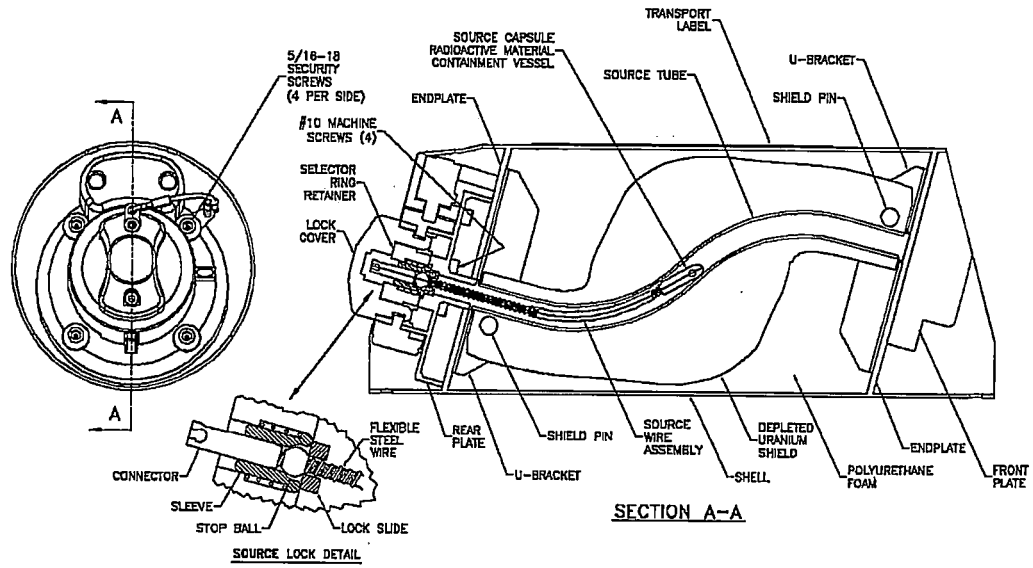 TRANSPORT
LABEL
SOURCE CAPSULE
RADIOACTIVE MATERIAL
CONTAINMENT VESSEL
U-BRACKET
5/16-18
SECURITY
SCREWS
(4 PER SIDE)
SOURCE TUBE
ENDPLATE
SHIELD PIN
A
#10 MACHINE
SCREWS (4)
SELECTOR
RING
RETAINER
LOCK
COVER
A
FLEXIBLE
STEEL
WIRE
REAR
PLATE
SHIELD PIN
SOURCE
WIRE
ASSEMBLY
DEPLETED
URANIUM
SHIELD
ENDPLATE
CONNECTOR
U-BRACKET
SHELL
POLYURETHANE
FOAM
FRONT
PLATE
SLEEVE
STOP BALL
LOCK SLIDE
SECTION A-A
SOURCE LOCK DETAIL